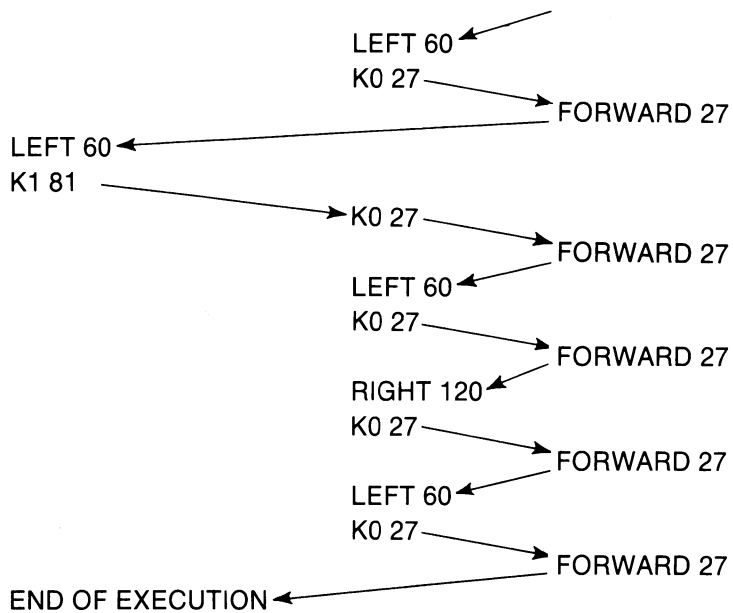 LEFT 60
K0 27
FORWARD 27
LEFT 60
K1 81
K0 27
FORWARD 27
LEFT 60
K0 27
FORWARD 27
RIGHT 120
K0 27
FORWARD 27
LEFT 60
K0 27
FORWARD 27
END OF EXECUTION